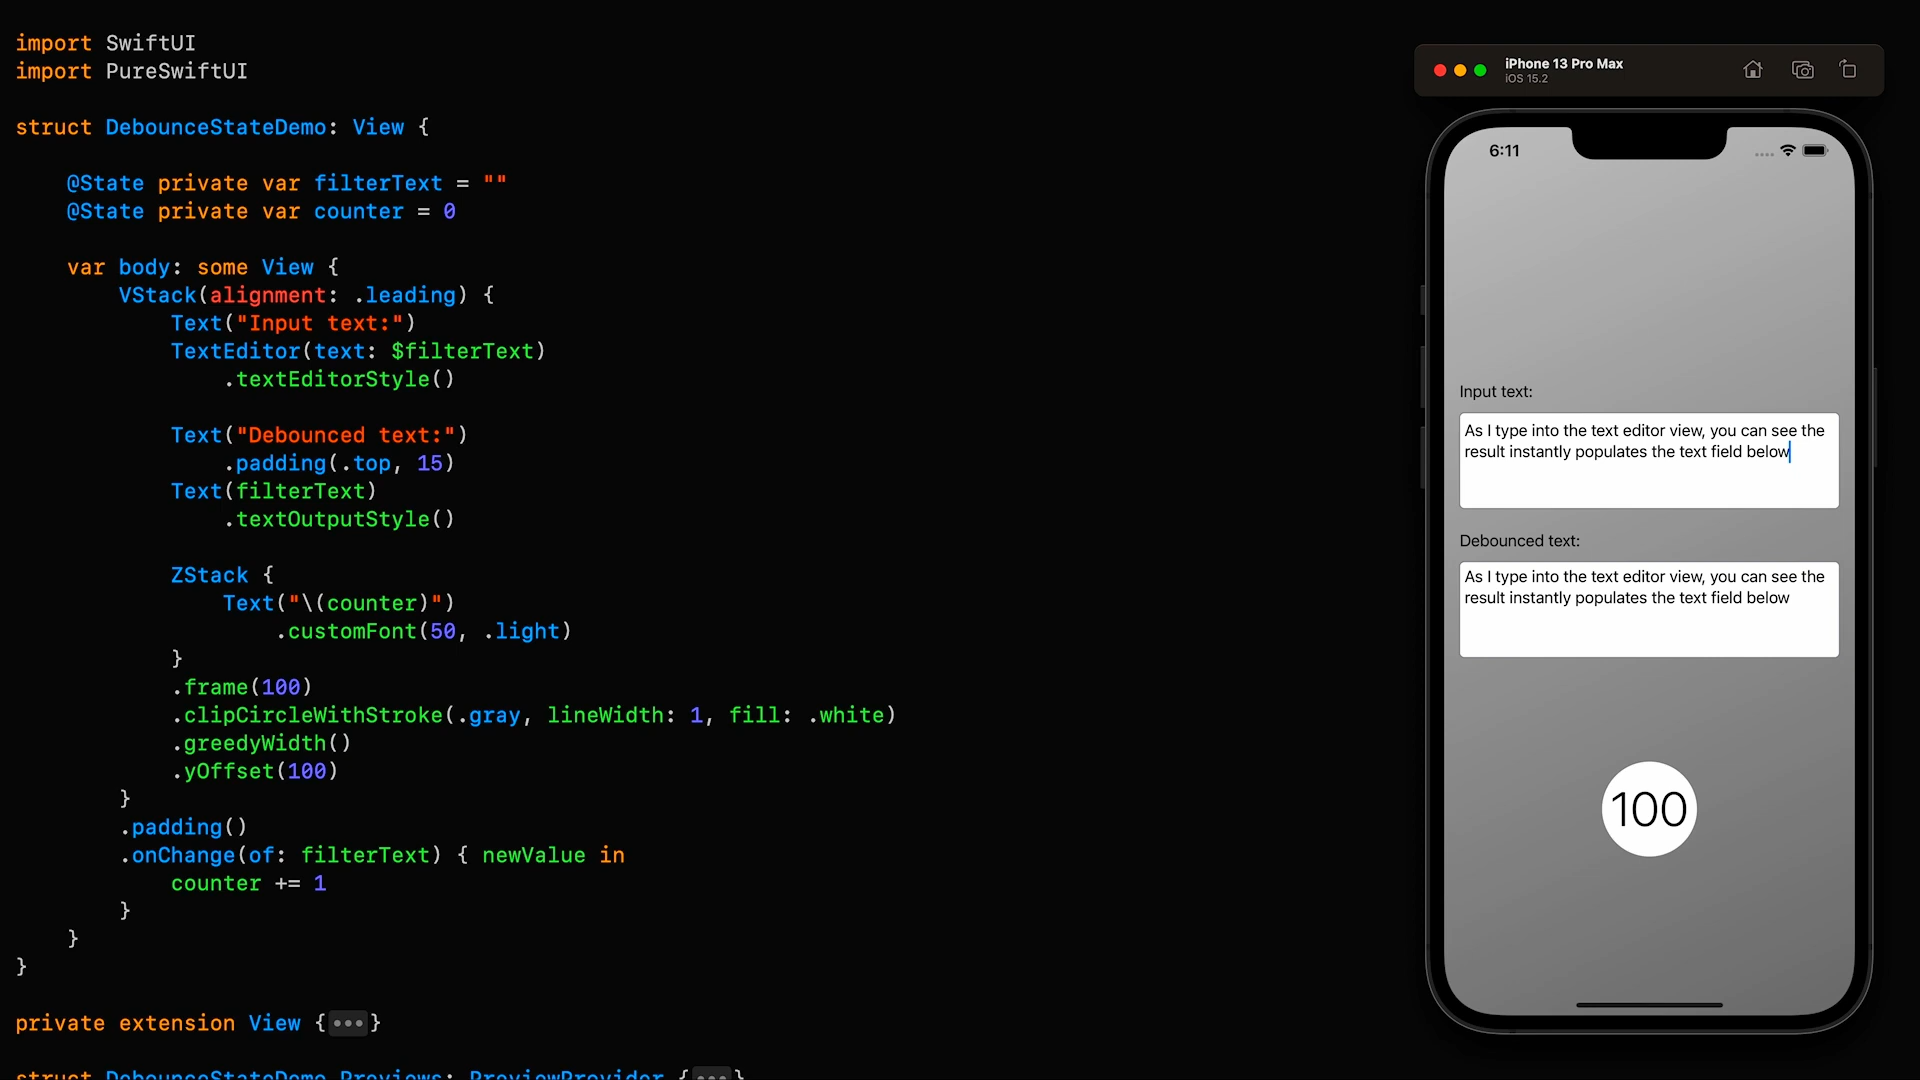 import SwiftUI
import PureSwiftUI
struct DebounceStateDemo: View {
@State private var filterText = ""
@State private var counter = 0
var body: some View {
VStack(alignment: .leading) {
Text("Input text:")
TextEditor(text: $filterText)
.textEditorStyle()
Text("Debounced text:")
.padding(.top, 15)
Text(filterText)
.textOutputStyle()
ZStack {
Text("\(counter)")
.customFont(50, .light)
}
.frame(100)
.clipCircleWithStroke(.gray, lineWidth: 1, fill: .white)
.greedyWidth()
.yOffset(100)
}
.padding()
.onChange(of: filterText) { newValue in
counter += 1
}
}
}
private extension View {•••}
struct DebounceStateDemo_Previews: PreviewProvider {•••}
iPhone 13 Pro Max
iOS 15.2
6:11
Input text:
As I type into the text editor view, you can see the
result instantly populates the text field below
Debounced text:
As I type into the text editor view, you can see the
result instantly populates the text field below
100